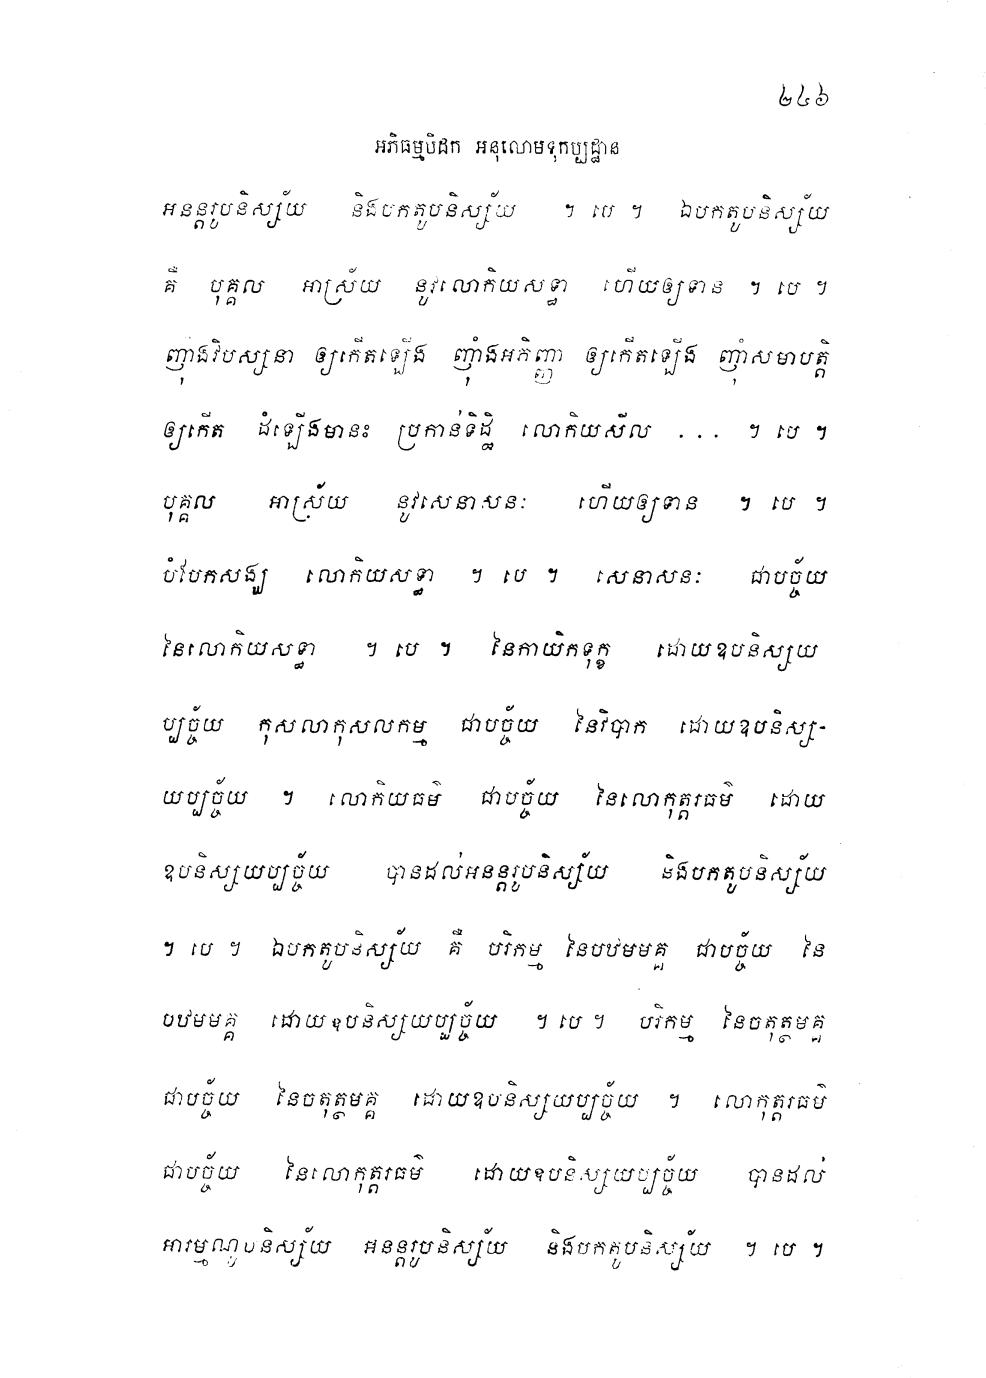 ២៤៦
អភិធម្មបិដក អនុលោមទុកប្បដ្ឋាន
អនន្តរូបនិស្ស័យ និងបកតូបនិស្ស័យ ។ បេ ។ ឯបកតូបនិស្ស័យ
គឺ បុគ្គល អាស្រ័យ នូវលោកិយសទ្ធា ហើយឲ្យទាន ។ បេ ។
ញុំាងវិបស្សនា ឲ្យកើតឡើង ញុំាងអភិញ្ញា ឲ្យកើតឡើង ញុំាសមាបត្តិ
ឲ្យកើត ដំឡើងមានះ ប្រកាន់ទិដ្ឋិ លោកិយសីល ... ។ បេ ។
បុគ្គល អាស្រ័យ នូវសេនាសនៈ ហើយឲ្យទាន ។ បេ ។
បំបែកសង្ឃ លោកិយសទ្ធា ។ បេ ។ សេនាសនៈ ជាបច្ច័យ
នៃលោកិយសទ្ធា ។ បេ ។ នៃកាយិកទុក្ខ ដោយឧបនិស្សយ
ប្បច្ច័យ កុសលាកុសលកម្ម ជាបច្ច័យ នៃវិបាក ដោយឧបនិស្ស-
យប្បច្ច័យ ។ លោកិយធម៌ ជាបច្ច័យ នៃលោកុត្តរធម៌ ដោយ
ឧបនិស្សយប្បច្ច័យ បានដល់អនន្តរូបនិស្ស័យ និងបកតូបនិស្ស័យ
។ បេ ។ ឯបកតូបនិស្ស័យ គឺ បរិកម្ម នៃបឋមមគ្គ ជាបច្ច័យ នៃ
បឋមមគ្គ ដោយឧបនិស្សយប្បច្ច័យ ។ បេ ។ បរិកម្ម នៃចតុត្ថមគ្គ
ជាបច្ច័យ នៃចតុត្ថមគ្គ ដោយឧបនិស្សយប្បច្ច័យ ។ លោកុត្តរធម៌
ជាបច្ច័យ នៃលោកុត្តរធម៌ ដោយឧបនិស្សយប្បច្ច័យ បានដល់
អារម្មណូបនិស្ស័យ អនន្តរូបនិស្ស័យ និងបកតូបនិស្ស័យ ។ បេ ។